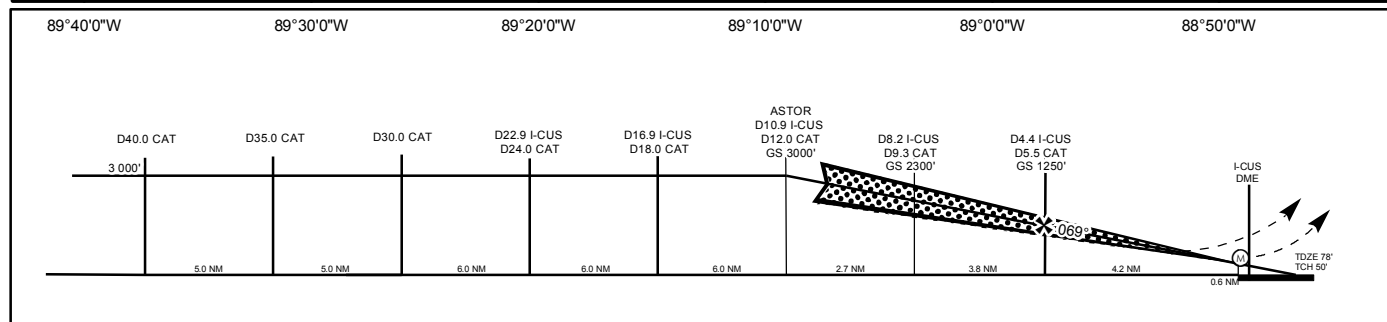 89°40'0"W 89°30'0"W 89°20'0"W 89°10'0"W 89°0'0"W 88°50'0"W
ASTOR
D10.9 I-CUS
D12.0 CAT
GS 3000'
D40.0 CAT
D35.0 CAT
D30.0 CAT
D22.9 I-CUS
D24.0 CAT
D16.9 I-CUS
D18.0 CAT
D8.2 I-CUS
D9.3 CAT
GS 2300'
D4.4 I-CUS
D5.5 CAT
GS 1250'
I-CUS
DME
3 000'
069°
M
TDZE 78'
TCH 50'
5.0 NM 5.0 NM 6.0 NM 6.0 NM 6.0 NM 2.7 NM 3.8 NM 4.2 NM
0.6 NM